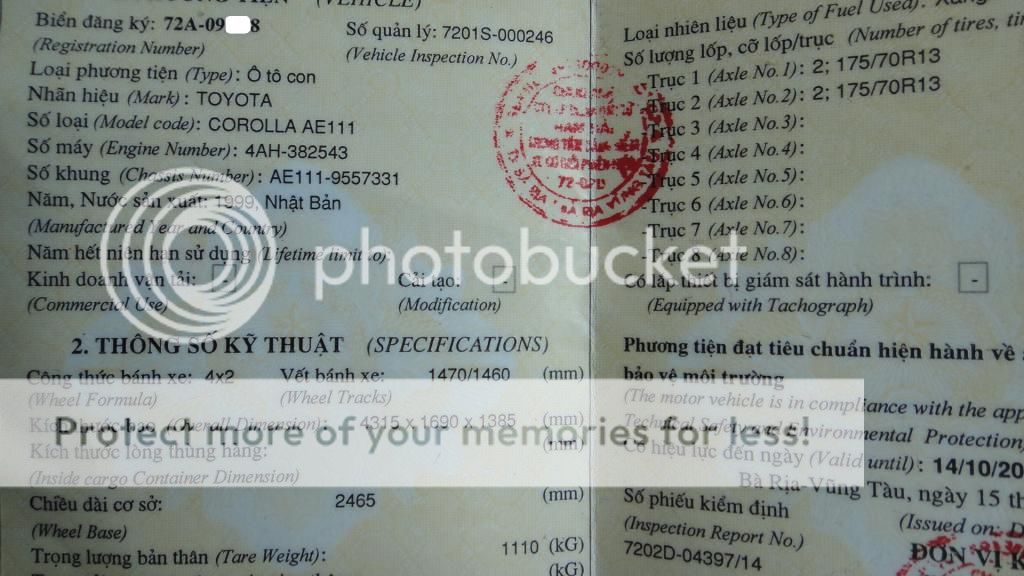 (VEHICLE)
Biển đăng ký: 72A-09 8
(Registration Number)
Số quản lý: 7201S-000246
(Vehicle Inspection No.)
Loại phương tiện (Type): Ô tô con
Nhãn hiệu (Mark): TOYOTA
Số loại (Model code): COROLLA AE111
Số máy (Engine Number): 4AH-382543
Số khung (Chassis Number): AE111-9557331
Năm, Nước sản xuất: 1999, Nhật Bản
(Manufactured Year and Country)
Năm hết niên hạn sử dụng (Lifetime limit to):
Kinh doanh vận tải: -
(Commercial Use)
Cải tạo: -
(Modification)
2. THÔNG SỐ KỸ THUẬT (SPECIFICATIONS)
Công thức bánh xe: 4x2
(Wheel Formula)
Vết bánh xe: 1470/1460 (mm)
(Wheel Tracks)
Kích thước bao (Overall Dimension): 4315 x 1690 x 1385 (mm)
Kích thước lòng thùng hàng: (mm)
(Inside cargo Container Dimension)
Chiều dài cơ sở: 2465 (mm)
(Wheel Base)
Trọng lượng bản thân (Tare Weight): 1110 (kG)
(kG)
Loại nhiên liệu (Type of Fuel Used):
Số lượng lốp, cỡ lốp/trục (Number of tires,
Trục 1 (Axle No.1): 2; 175/70R13
Trục 2 (Axle No.2): 2; 175/70R13
Trục 3 (Axle No.3):
Trục 4 (Axle No.4):
Trục 5 (Axle No.5):
-Trục 6 (Axle No.6):
-Trục 7 (Axle No.7):
-Trục 8 (Axle No.8):
Có lắp thiết bị giám sát hành trình: -
(Equipped with Tachograph)
Phương tiện đạt tiêu chuẩn hiện hành về
bảo vệ môi trường
(The motor vehicle is in compliance with the
Technical Safety and Environmental Protection
Có hiệu lực đến ngày (Valid until): 14/10/20
Bà Rịa-Vũng Tàu, ngày 15
Số phiếu kiểm định
(Issued on:
(Inspection Report No.)
7202D-04397/14
ĐƠN VỊ
photobucket
Protect more of your memories for less!